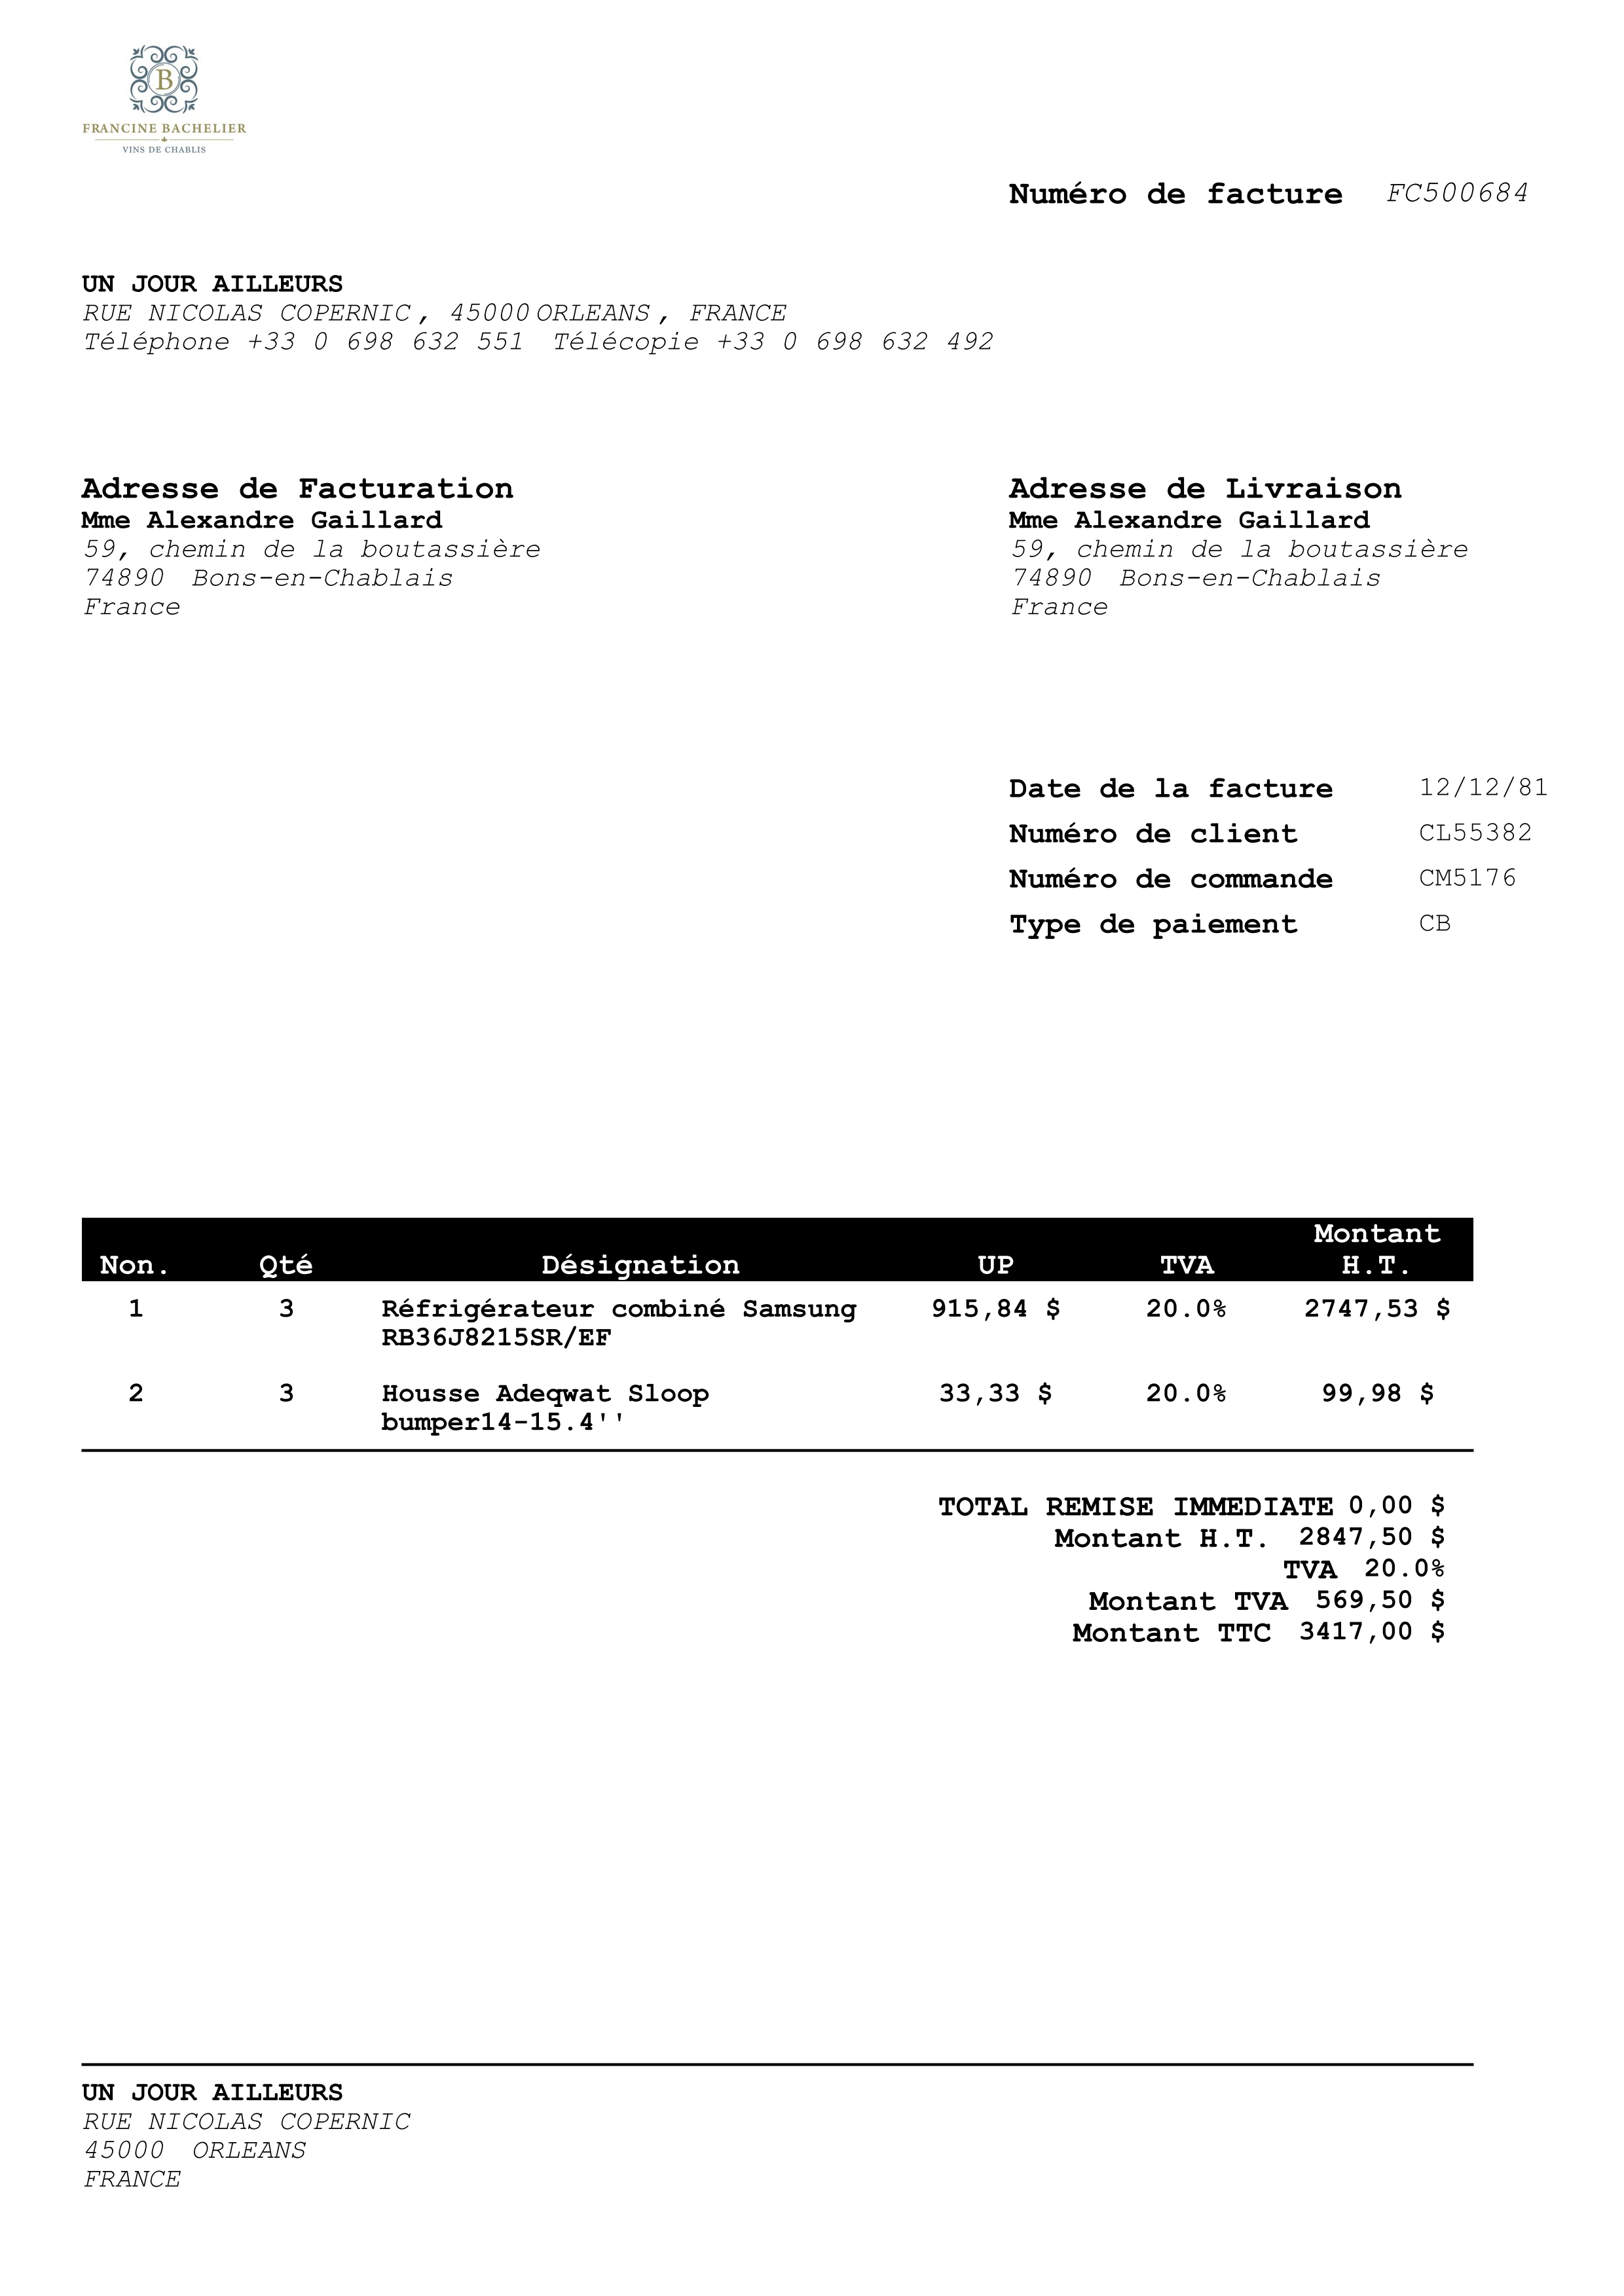 B
FRANCINE BACHELIER
VINS DE CHABLIS
Numéro de facture FC500684
UN JOUR AILLEURS
RUE NICOLAS COPERNIC, 45000 ORLEANS, FRANCE
Téléphone +33 0 698 632 551 Télécopie +33 0 698 632 492
Adresse de Facturation
Mme Alexandre Gaillard
59, chemin de la boutassière
74890 Bons-en-Chablais
France
Adresse de Livraison
Mme Alexandre Gaillard
59, chemin de la boutassière
74890 Bons-en-Chablais
France
Date de la facture 12/12/81
Numéro de client CL55382
Numéro de commande CM5176
Type de paiement CB
Non. Qté Désignation UP TVA Montant H.T.
1 3 Réfrigérateur combiné Samsung 915,84 $ 20.0% 2747,53 $
RB36J8215SR/EF
2 3 Housse Adeqwat Sloop 33,33 $ 20.0% 99,98 $
bumper14-15.4''
TOTAL REMISE IMMEDIATE 0,00 $
Montant H.T. 2847,50 $
TVA 20.0%
Montant TVA 569,50 $
Montant TTC 3417,00 $
UN JOUR AILLEURS
RUE NICOLAS COPERNIC
45000 ORLEANS
FRANCE